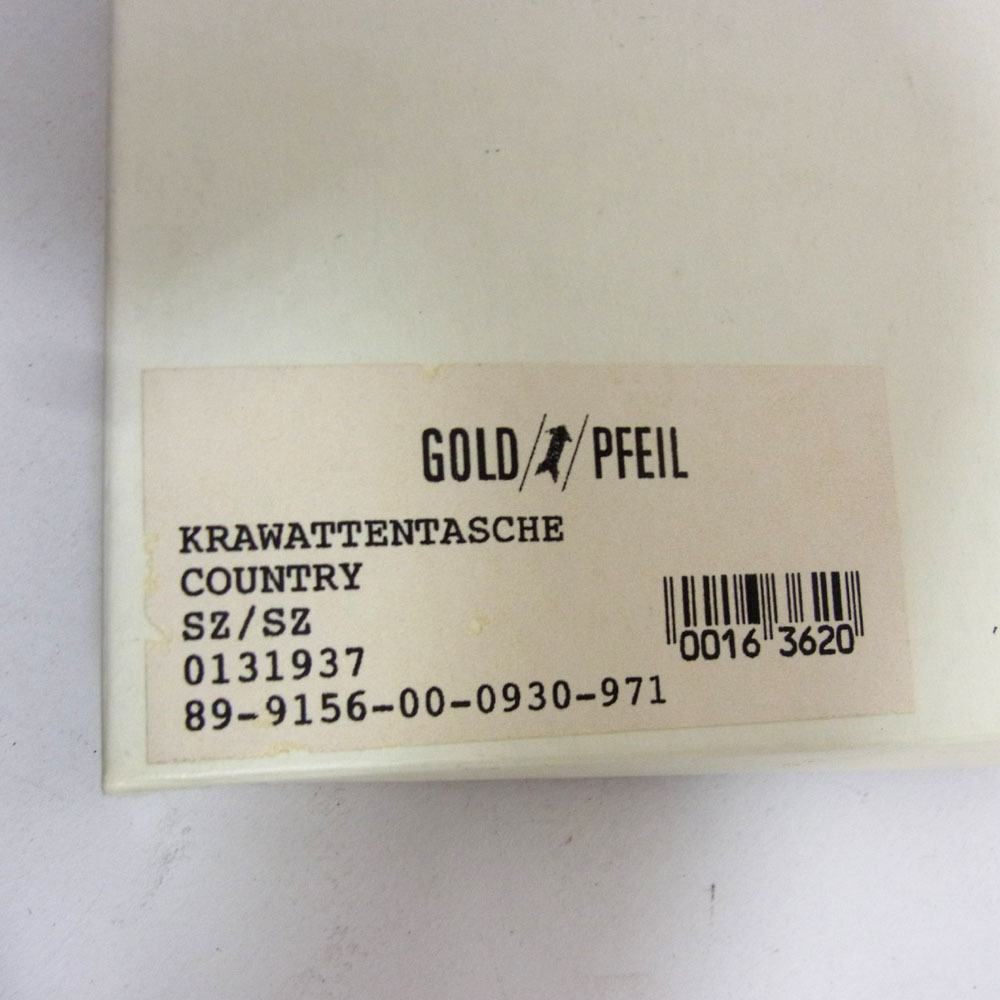 GOLD PFEIL
KRAWATTENTASCHE
COUNTRY
SZ/SZ
0131937
89-9156-00-0930-971
0016 3620